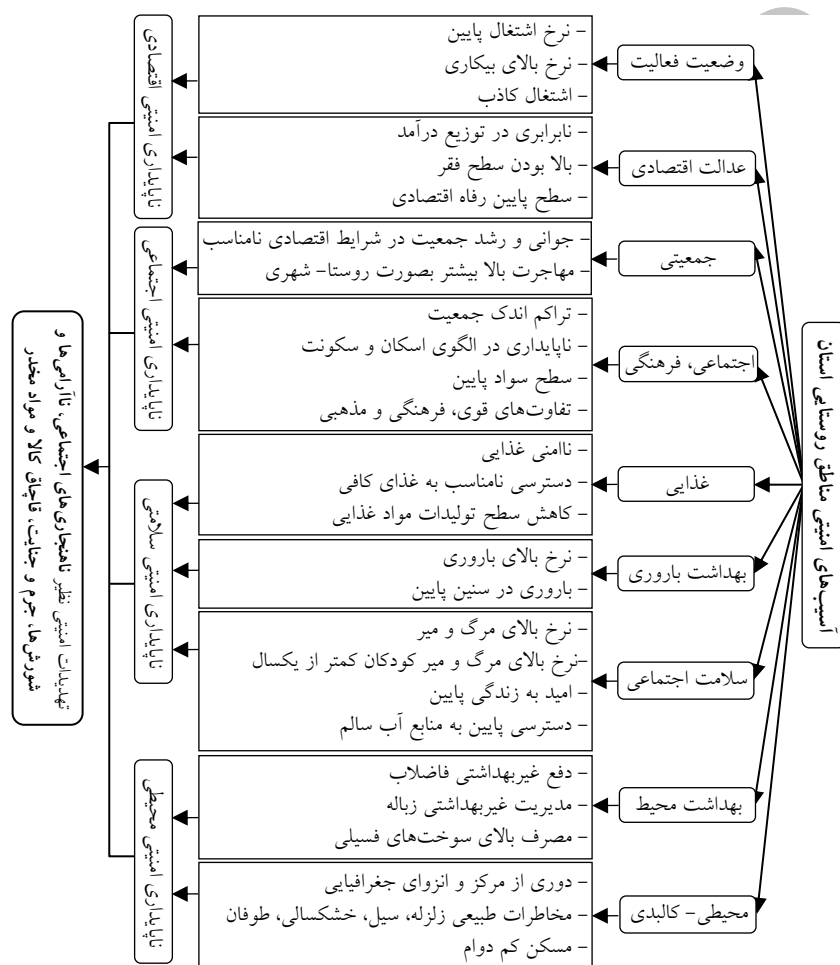 آسیب‌های امنیتی مناطق روستایی استان
وضعیت فعالیت
- نرخ اشتغال پایین
- نرخ بالای بیکاری
- اشتغال کاذب
عدالت اقتصادی
- نابرابری در توزیع درآمد
- بالا بودن سطح فقر
- سطح پایین رفاه اقتصادی
ناپایداری امنیتی اقتصادی
جمعیتی
- جوانی و رشد جمعیت در شرایط اقتصادی نامناسب
- مهاجرت بالا بیشتر بصورت روستا- شهری
اجتماعی، فرهنگی
- تراکم اندک جمعیت
- ناپایداری در الگوی اسکان و سکونت
- سطح سواد پایین
- تفاوت‌های قوی، فرهنگی و مذهبی
ناپایداری امنیتی اجتماعی
غذایی
- ناامنی غذایی
- دسترسی نامناسب به غذای کافی
- کاهش سطح تولیدات مواد غذایی
بهداشت باروری
- نرخ بالای باروری
- باروری در سنین پایین
سلامت اجتماعی
- نرخ بالای مرگ و میر
-نرخ بالای مرگ و میر کودکان کمتر از یکسال
- امید به زندگی پایین
- دسترسی پایین به منابع آب سالم
ناپایداری امنیتی سلامتی
بهداشت محیط
- دفع غیربهداشتی فاضلاب
- مدیریت غیربهداشتی زباله
- مصرف بالای سوخت‌های فسیلی
محیطی- کالبدی
- دوری از مرکز و انزوای جغرافیایی
- مخاطرات طبیعی زلزله، سیل، خشکسالی، طوفان
- مسکن کم دوام
ناپایداری امنیتی محیطی
تهدیدات امنیتی نظیر ناهنجاری‌های اجتماعی، ناآرامی‌ها و
شورش‌ها، جرم و جنایت، قاچاق کالا و مواد مخدر